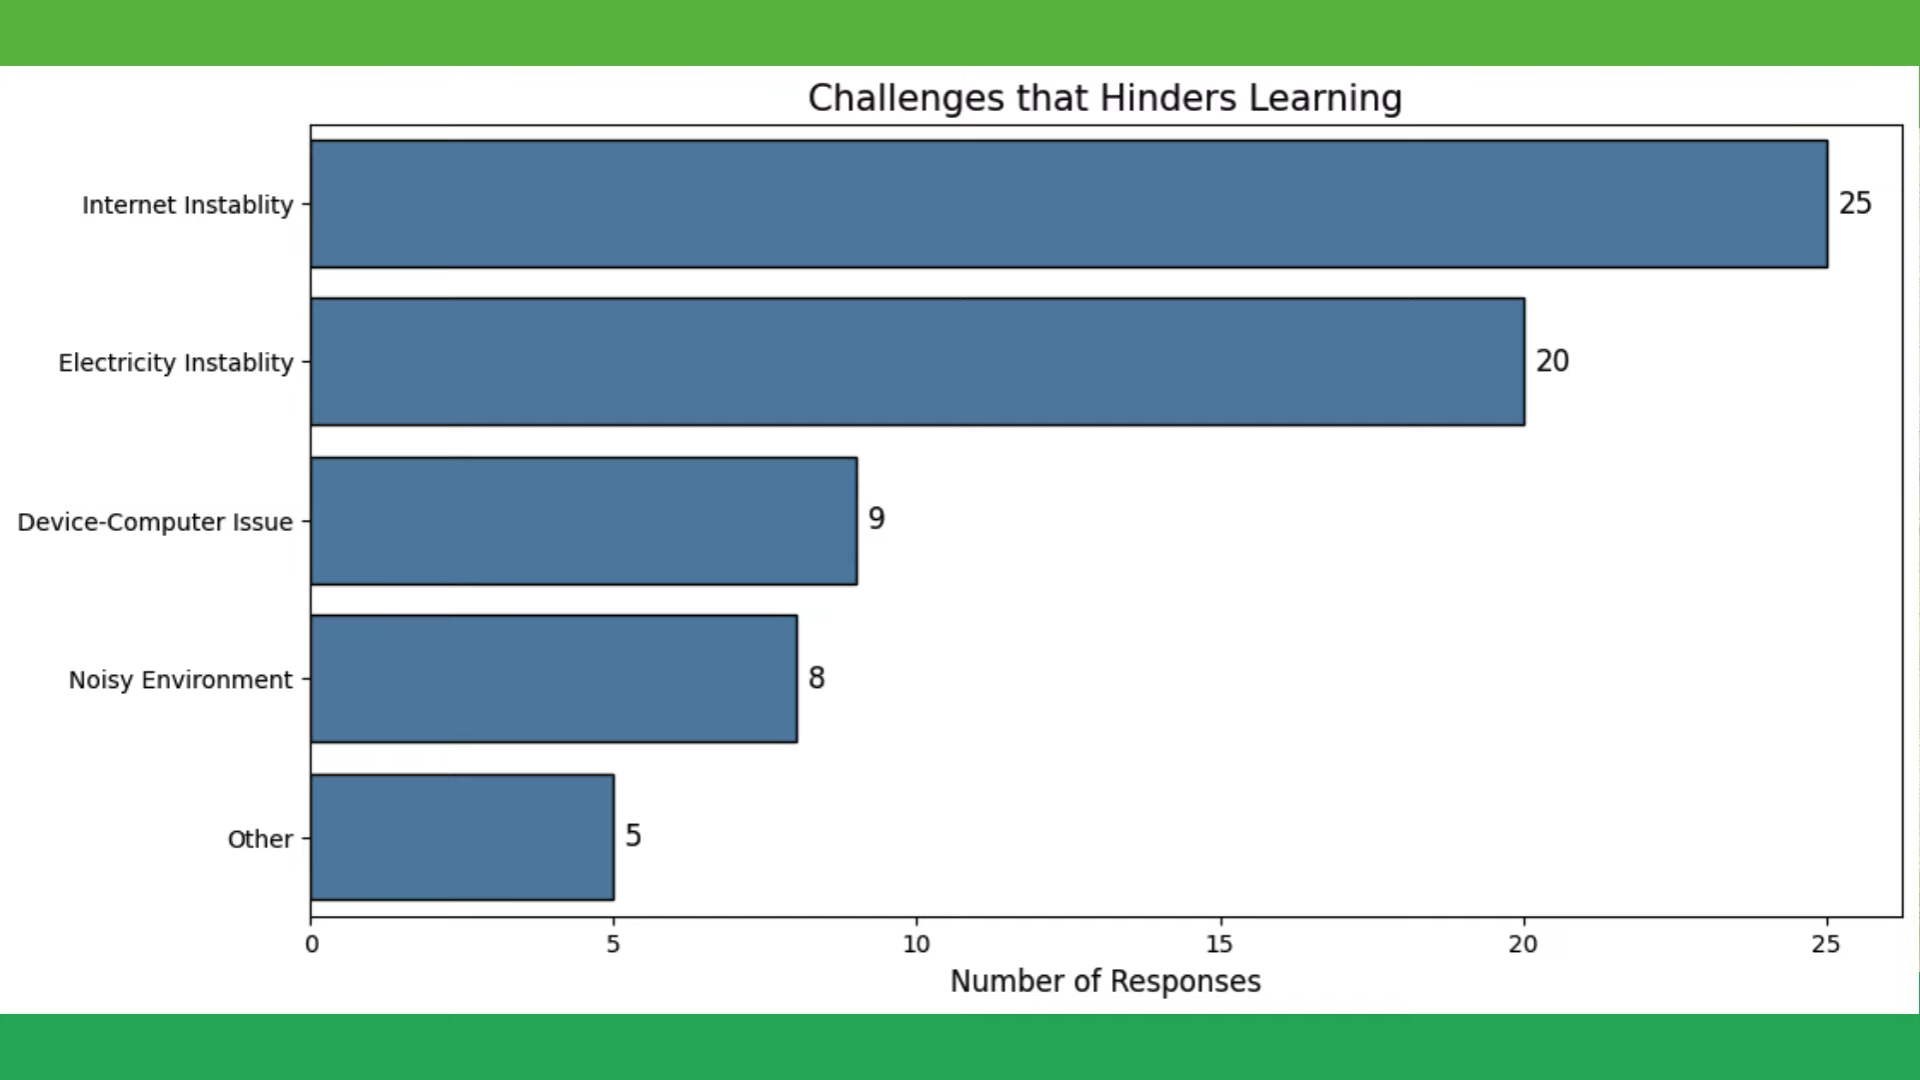 Challenges that Hinders Learning
Internet Instablity
25
Electricity Instablity
20
Device-Computer Issue
9
Noisy Environment
8
Other
5
0 5 10 15 20 25
Number of Responses